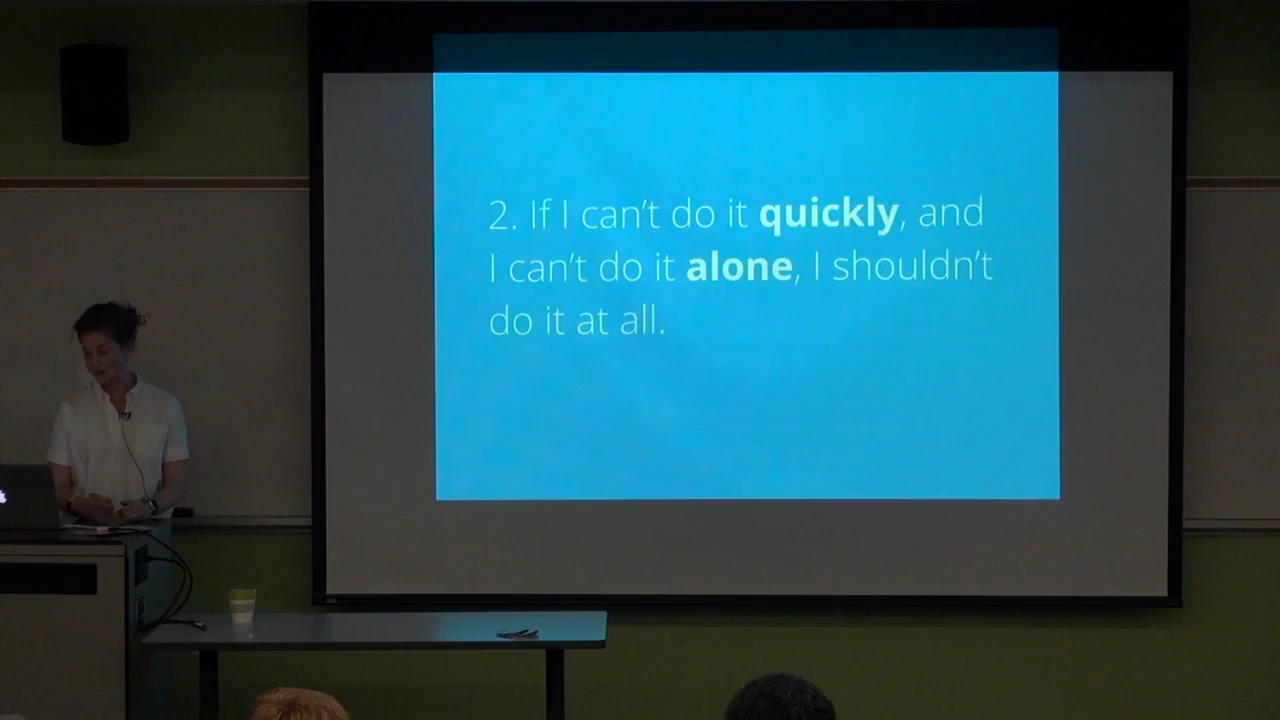 2. If I can't do it quickly, and
I can't do it alone, I shouldn't
do it at all.